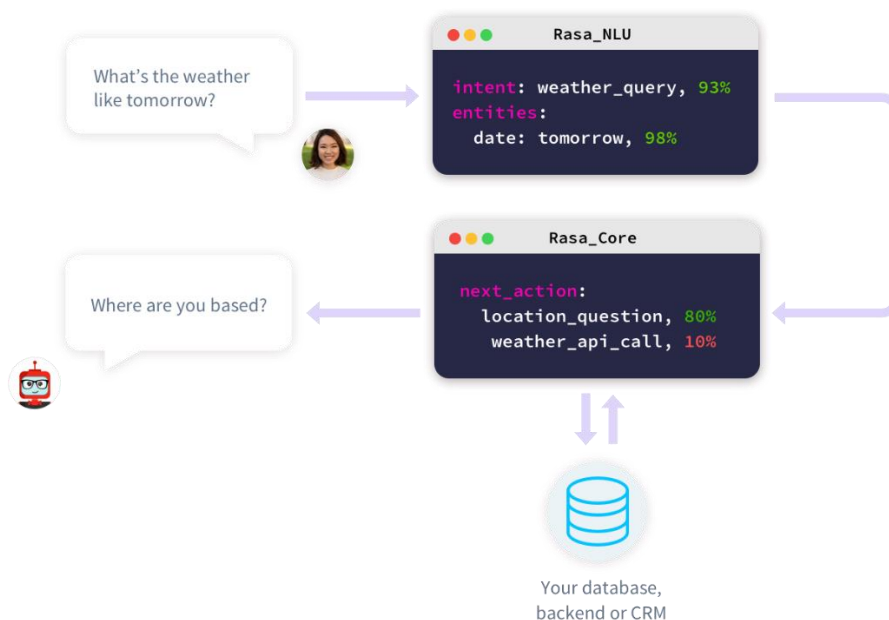 What's the weather
like tomorrow?
Rasa_NLU
intent: weather_query, 93%
entities:
date: tomorrow, 98%
Where are you based?
Rasa_Core
next_action:
location_question, 80%
weather_api_call, 10%
Your database,
backend or CRM